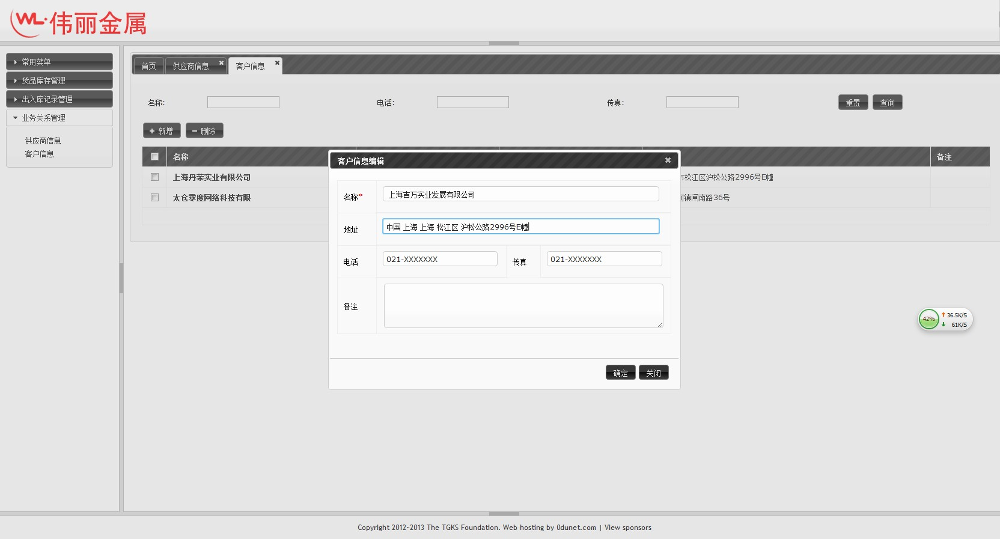 WL·伟丽金属
常用菜单
货品库存管理
出入库记录管理
业务关系管理
供应商信息
客户信息
首页 供应商信息 客户信息
名称: 电话: 传真: 重置 查询
+ 新增 − 删除
名称 备注
上海丹荣实业有限公司 松江区沪松公路2996号E幢
太仓零度网络科技有限 镇闸南路36号
客户信息编辑
名称* 上海吉万实业发展有限公司
地址 中国 上海 上海 松江区 沪松公路2996号E幢
电话 021-XXXXXXX 传真 021-XXXXXXX
备注
确定 关闭
42% 36.5K/S
61K/S
Copyright 2012~2013 The TGKS Foundation. Web hosting by 0dunet.com | View sponsors